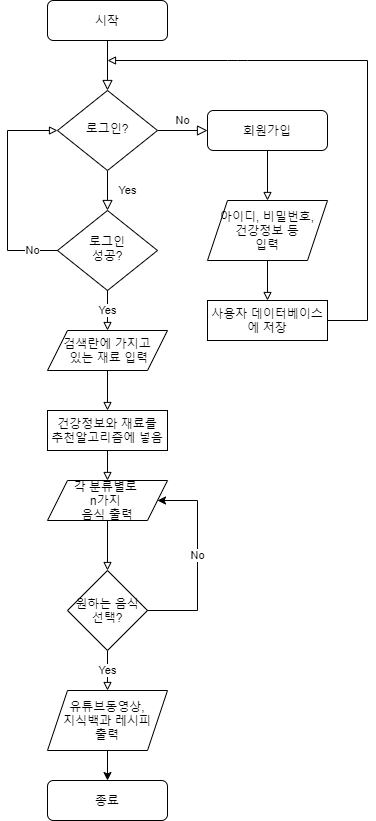 시작
로그인?
No
회원가입
Yes
아이디, 비밀번호,
건강정보 등
입력
로그인
성공?
No
사용자 데이터베이스
에 저장
Yes
검색란에 가지고
있는 재료 입력
건강정보와 재료를
추천알고리즘에 넣음
각 분류별로
n가지
음식 출력
No
원하는 음식
선택?
Yes
유튜브동영상,
지식백과 레시피
출력
종료